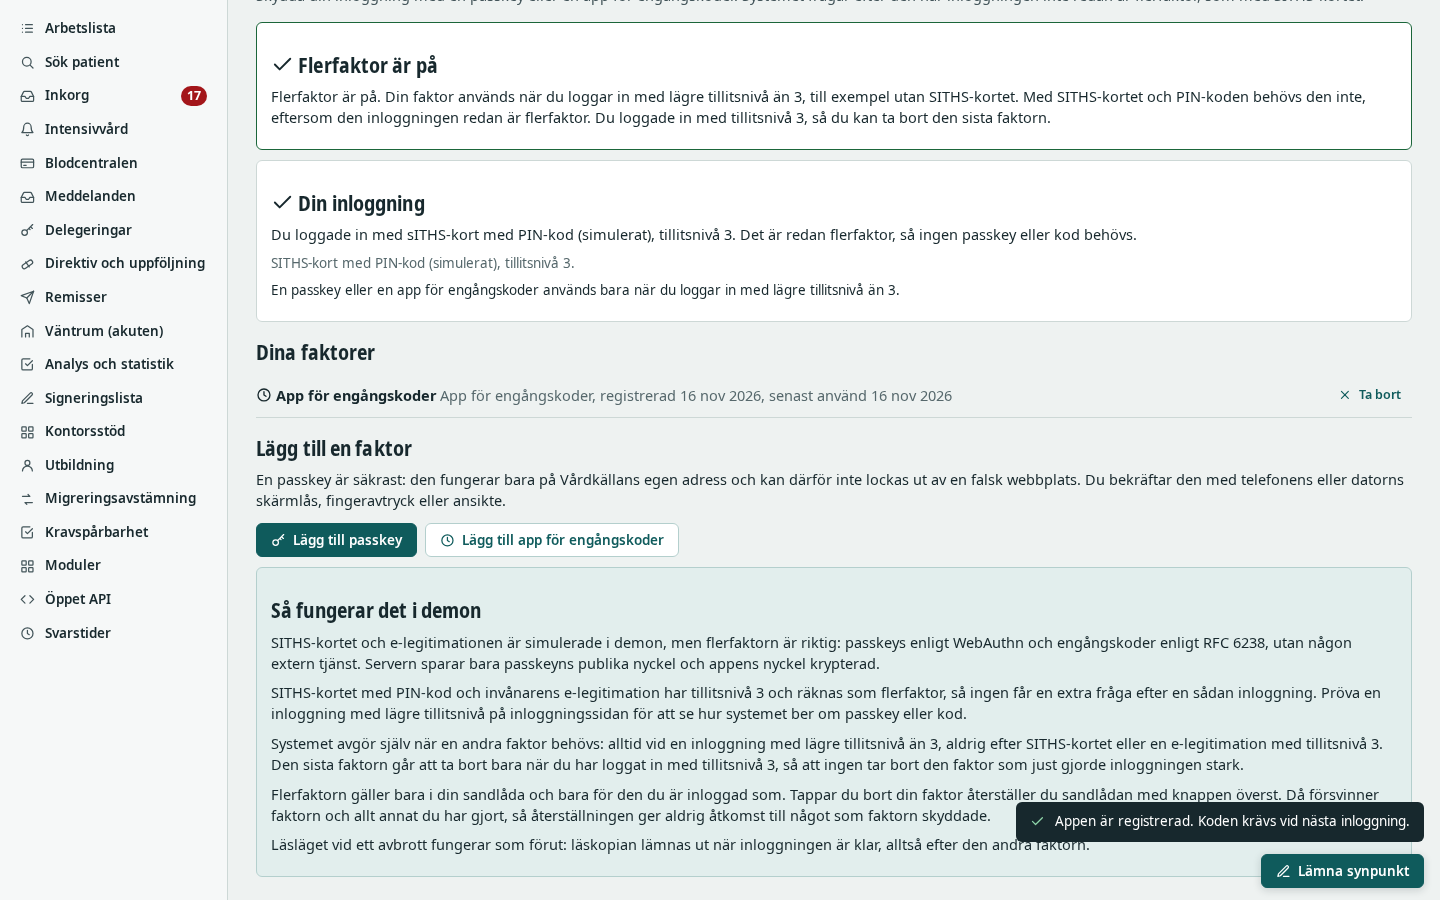 Arbetslista
Sök patient
Inkorg 17
Intensivvård
Blodcentralen
Meddelanden
Delegeringar
Direktiv och uppföljning
Remisser
Väntrum (akuten)
Analys och statistik
Signeringslista
Kontorsstöd
Utbildning
Migreringsavstämning
Kravspårbarhet
Moduler
Öppet API
Svarstider
Flerfaktor är på
Flerfaktor är på. Din faktor används när du loggar in med lägre tillitsnivå än 3, till exempel utan SITHS-kortet. Med SITHS-kortet och PIN-koden behövs den inte,
eftersom den inloggningen redan är flerfaktor. Du loggade in med tillitsnivå 3, så du kan ta bort den sista faktorn.
Din inloggning
Du loggade in med sITHS-kort med PIN-kod (simulerat), tillitsnivå 3. Det är redan flerfaktor, så ingen passkey eller kod behövs.
SITHS-kort med PIN-kod (simulerat), tillitsnivå 3.
En passkey eller en app för engångskoder används bara när du loggar in med lägre tillitsnivå än 3.
Dina faktorer
App för engångskoder App för engångskoder, registrerad 16 nov 2026, senast använd 16 nov 2026
Ta bort
Lägg till en faktor
En passkey är säkrast: den fungerar bara på Vårdkällans egen adress och kan därför inte lockas ut av en falsk webbplats. Du bekräftar den med telefonens eller datorns
skärmlås, fingeravtryck eller ansikte.
Lägg till passkey
Lägg till app för engångskoder
Så fungerar det i demon
SITHS-kortet och e-legitimationen är simulerade i demon, men flerfaktorn är riktig: passkeys enligt WebAuthn och engångskoder enligt RFC 6238, utan någon
extern tjänst. Servern sparar bara passkeyns publika nyckel och appens nyckel krypterad.
SITHS-kortet med PIN-kod och invånarens e-legitimation har tillitsnivå 3 och räknas som flerfaktor, så ingen får en extra fråga efter en sådan inloggning. Pröva en
inloggning med lägre tillitsnivå på inloggningssidan för att se hur systemet ber om passkey eller kod.
Systemet avgör själv när en andra faktor behövs: alltid vid en inloggning med lägre tillitsnivå än 3, aldrig efter SITHS-kortet eller en e-legitimation med tillitsnivå 3.
Den sista faktorn går att ta bort bara när du har loggat in med tillitsnivå 3, så att ingen tar bort den faktor som just gjorde inloggningen stark.
Flerfaktorn gäller bara i din sandlåda och bara för den du är inloggad som. Tappar du bort din faktor återställer du sandlådan med knappen överst. Då försvinner
faktorn och allt annat du har gjort, så återställningen ger aldrig åtkomst till något som faktorn skyddade.
Läsläget vid ett avbrott fungerar som förut: läskopian lämnas ut när inloggningen är klar, alltså efter den andra faktorn.
Appen är registrerad. Koden krävs vid nästa inloggning.
Lämna synpunkt